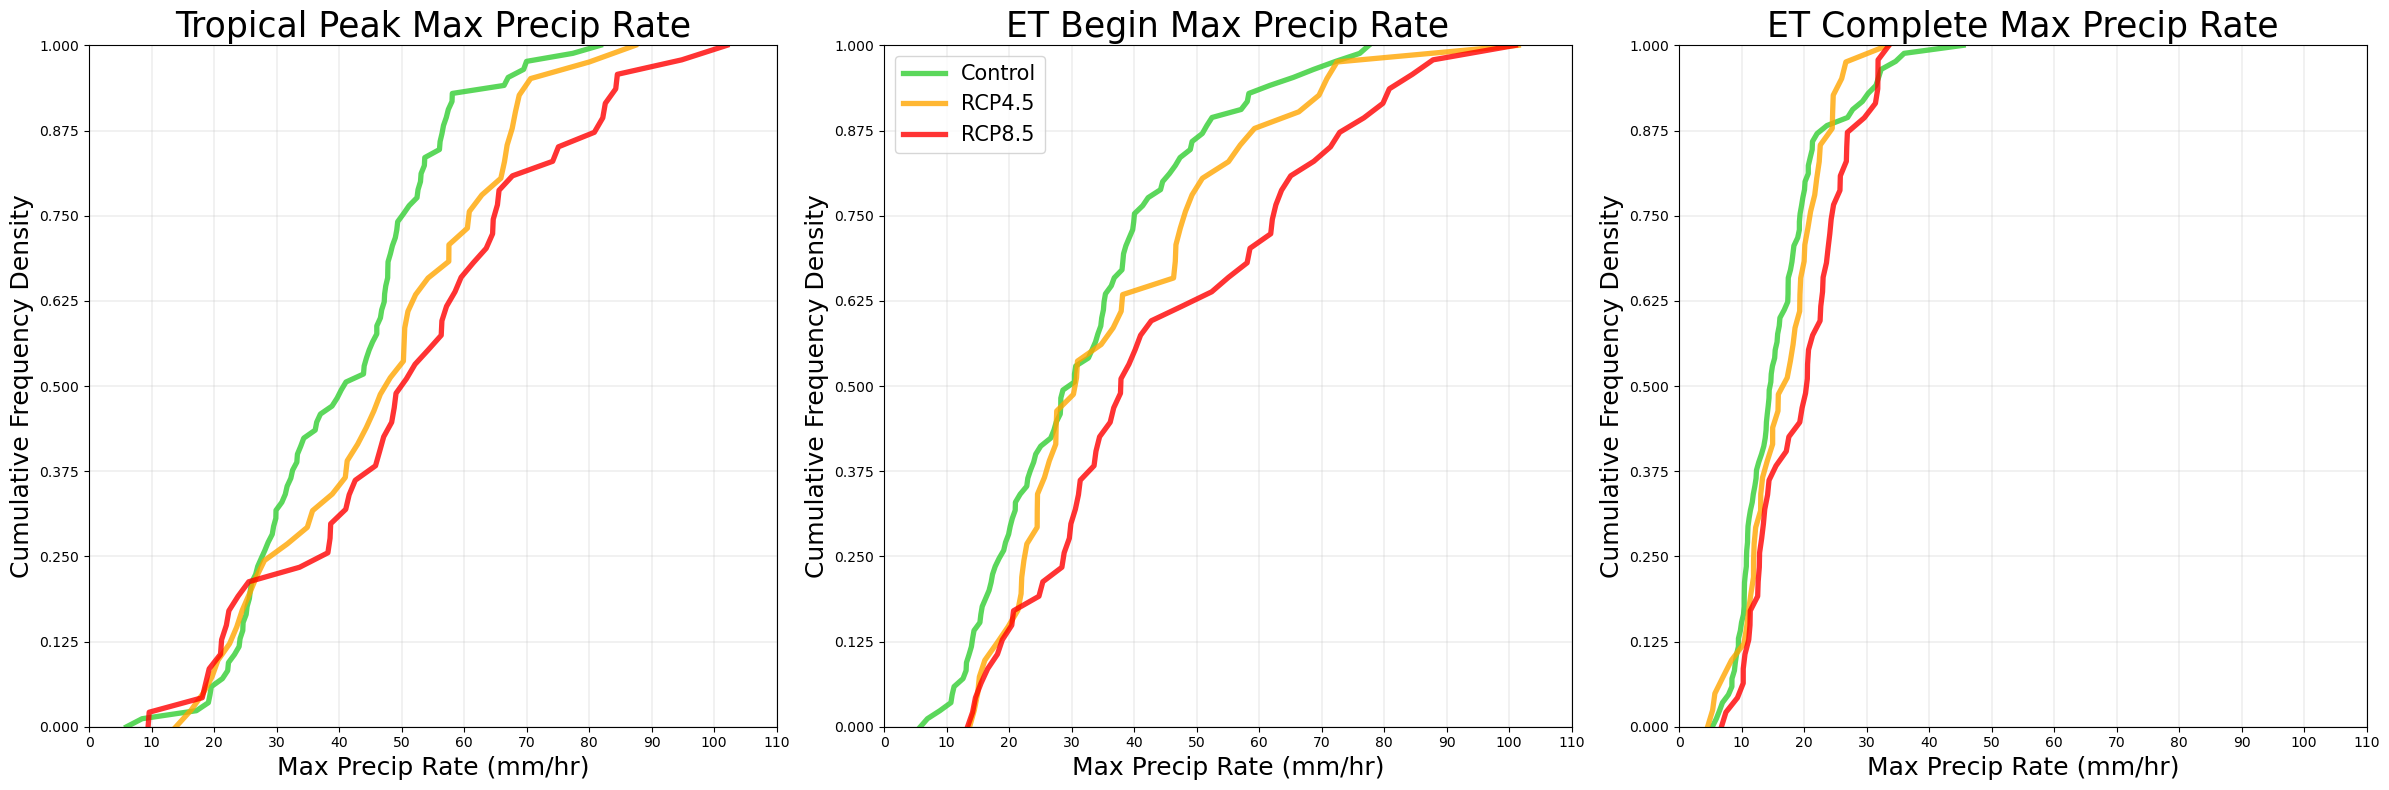 Tropical Peak Max Precip Rate
1.000
0.875
0.750
0.625
0.500
0.375
0.250
0.125
0.000
Cumulative Frequency Density
0 10 20 30 40 50 60 70 80 90 100 110
Max Precip Rate (mm/hr)
ET Begin Max Precip Rate
Control
RCP4.5
RCP8.5
1.000
0.875
0.750
0.625
0.500
0.375
0.250
0.125
0.000
Cumulative Frequency Density
0 10 20 30 40 50 60 70 80 90 100 110
Max Precip Rate (mm/hr)
ET Complete Max Precip Rate
1.000
0.875
0.750
0.625
0.500
0.375
0.250
0.125
0.000
Cumulative Frequency Density
0 10 20 30 40 50 60 70 80 90 100 110
Max Precip Rate (mm/hr)